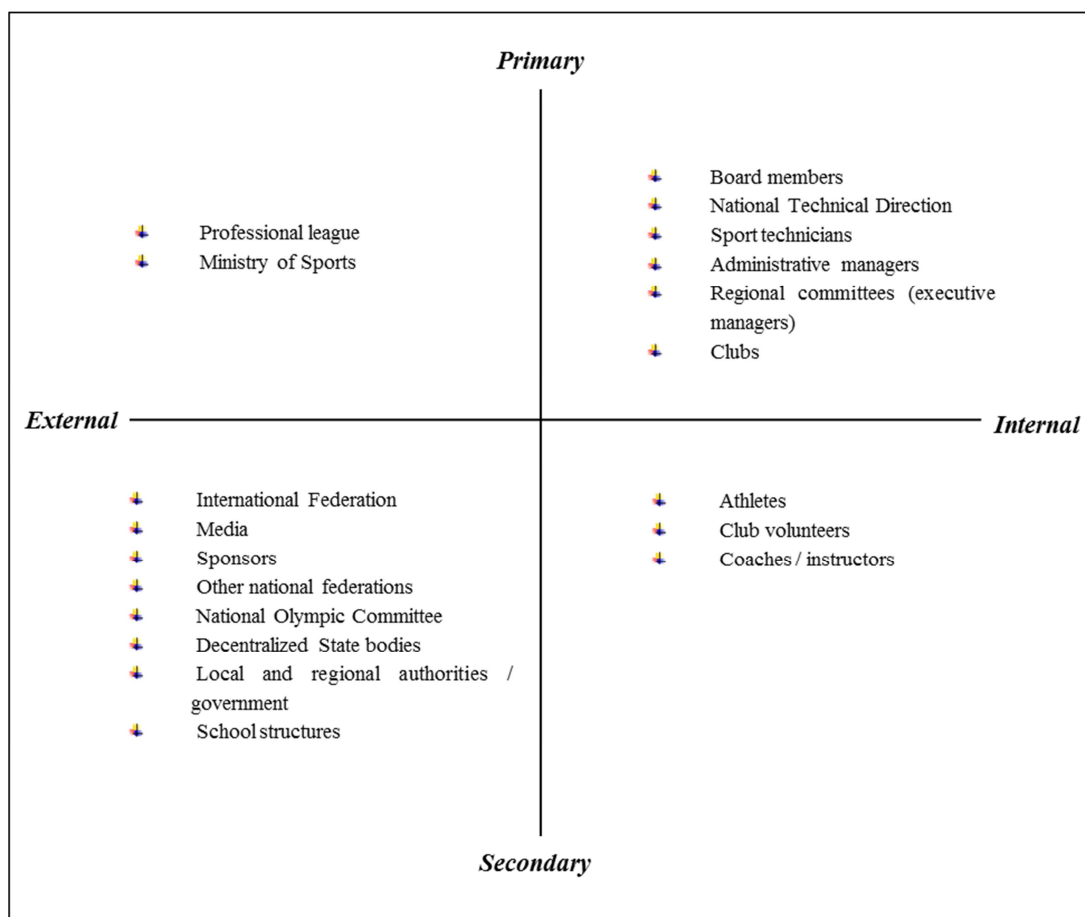 Primary
Professional league
Ministry of Sports
Board members
National Technical Direction
Sport technicians
Administrative managers
Regional committees (executive
managers)
Clubs
External
Internal
International Federation
Media
Sponsors
Other national federations
National Olympic Committee
Decentralized State bodies
Local and regional authorities /
government
School structures
Athletes
Club volunteers
Coaches / instructors
Secondary